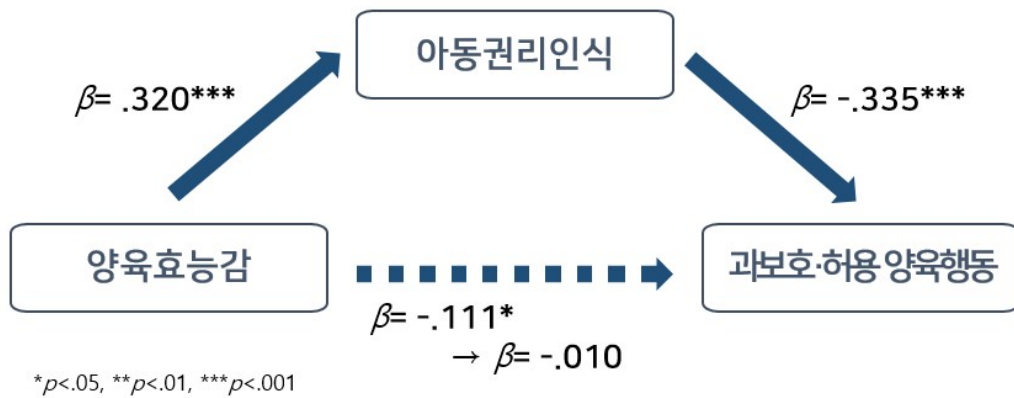 아동권리인식
β= .320***
β= -.335***
양육효능감
과보호·허용 양육행동
β= -.111*
→ β= -.010
*p<.05, **p<.01, ***p<.001